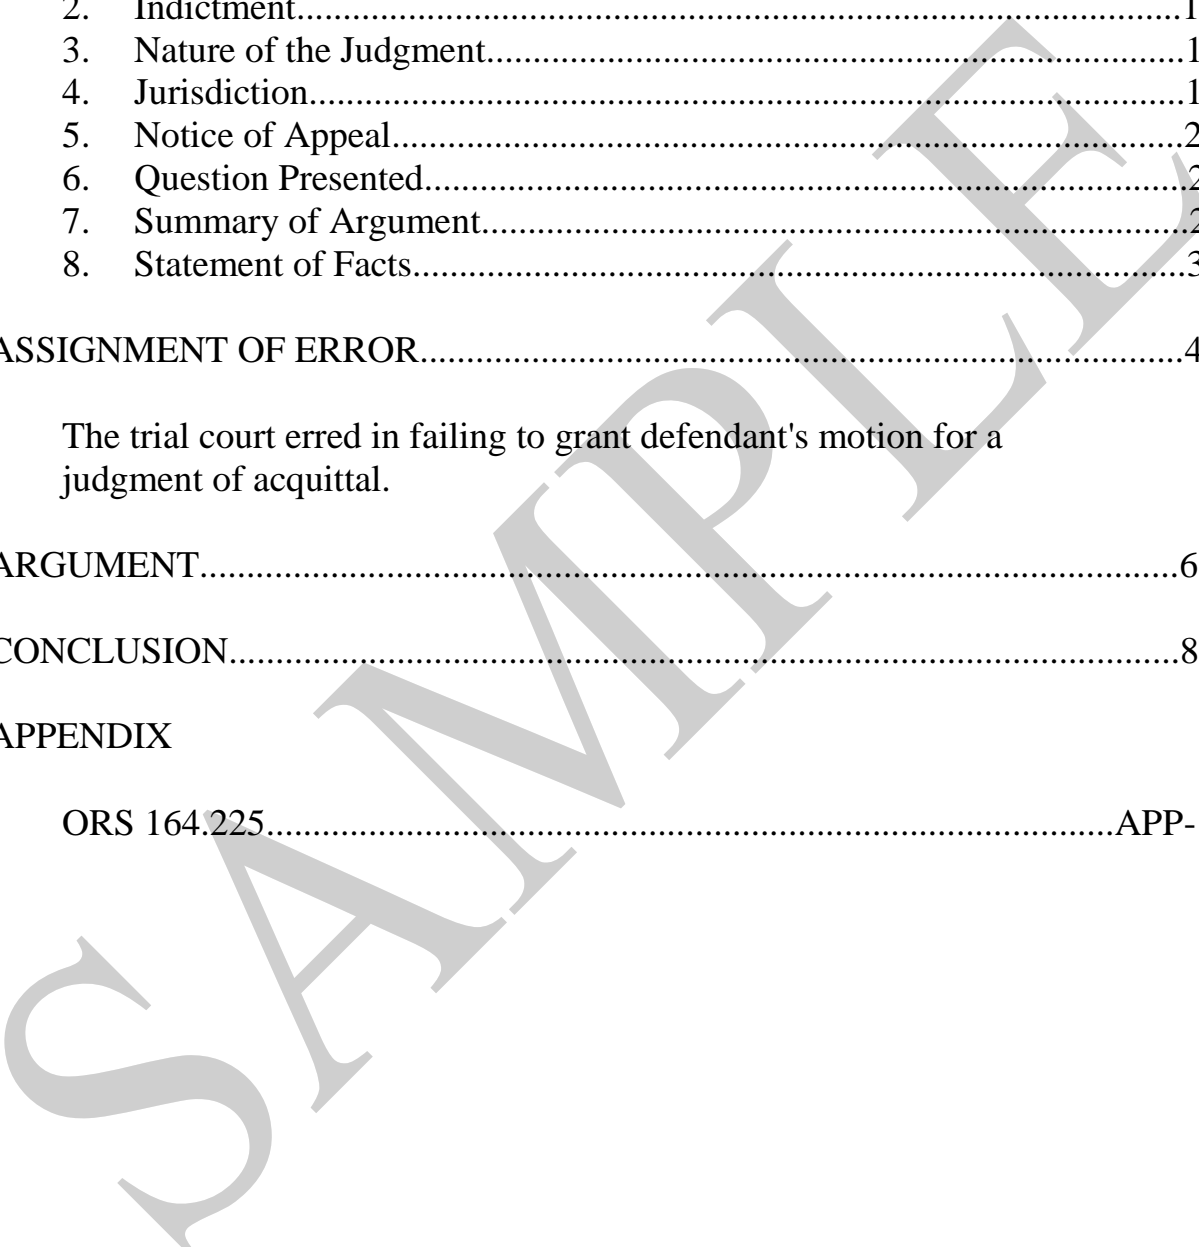 2. Indictment....................................................................................................1
3. Nature of the Judgment..............................................................................1
4. Jurisdiction..................................................................................................1
5. Notice of Appeal.........................................................................................2
6. Question Presented.....................................................................................2
7. Summary of Argument...............................................................................2
8. Statement of Facts.......................................................................................3
ASSIGNMENT OF ERROR.....................................................................................4
The trial court erred in failing to grant defendant's motion for a
judgment of acquittal.
ARGUMENT.............................................................................................................6
CONCLUSION..........................................................................................................8
APPENDIX
ORS 164.225...............................................................................................APP-
SAMPLE